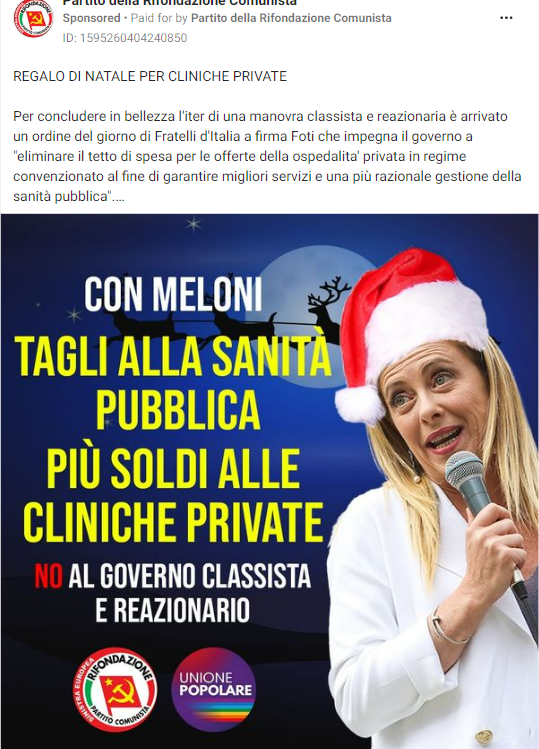 Partito della Rifondazione Comunista
Sponsored • Paid for by Partito della Rifondazione Comunista
ID: 1595260404240850
REGALO DI NATALE PER CLINICHE PRIVATE
Per concludere in bellezza l'iter di una manovra classista e reazionaria è arrivato
un ordine del giorno di Fratelli d'Italia a firma Foti che impegna il governo a
"eliminare il tetto di spesa per le offerte della ospedalita' privata in regime
convenzionato al fine di garantire migliori servizi e una più razionale gestione della
sanità pubblica"....
CON MELONI
TAGLI ALLA SANITÀ
PUBBLICA
PIÙ SOLDI ALLE
CLINICHE PRIVATE
NO AL GOVERNO CLASSISTA
E REAZIONARIO
SINISTRA EUROPEA
RIFONDAZIONE
PARTITO COMUNISTA
UNIONE
POPOLARE